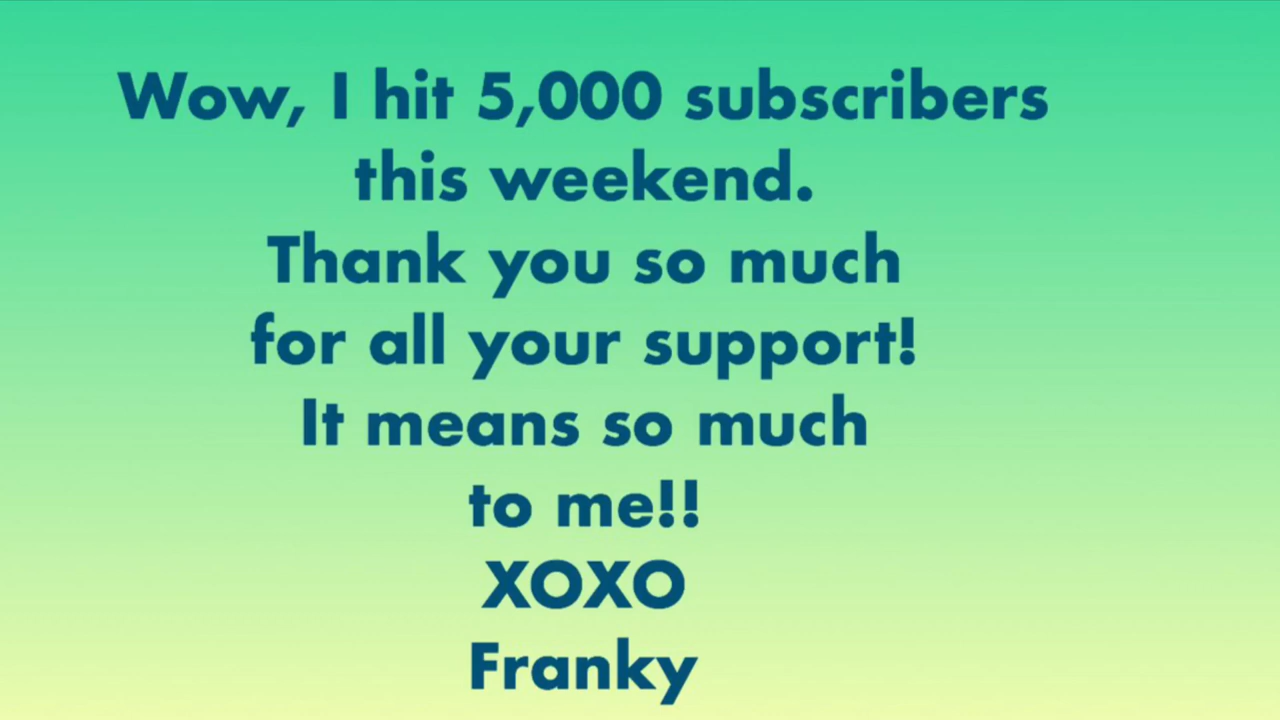 Wow, I hit 5,000 subscribers
this weekend.
Thank you so much
for all your support!
It means so much
to me!!
XOXO
Franky